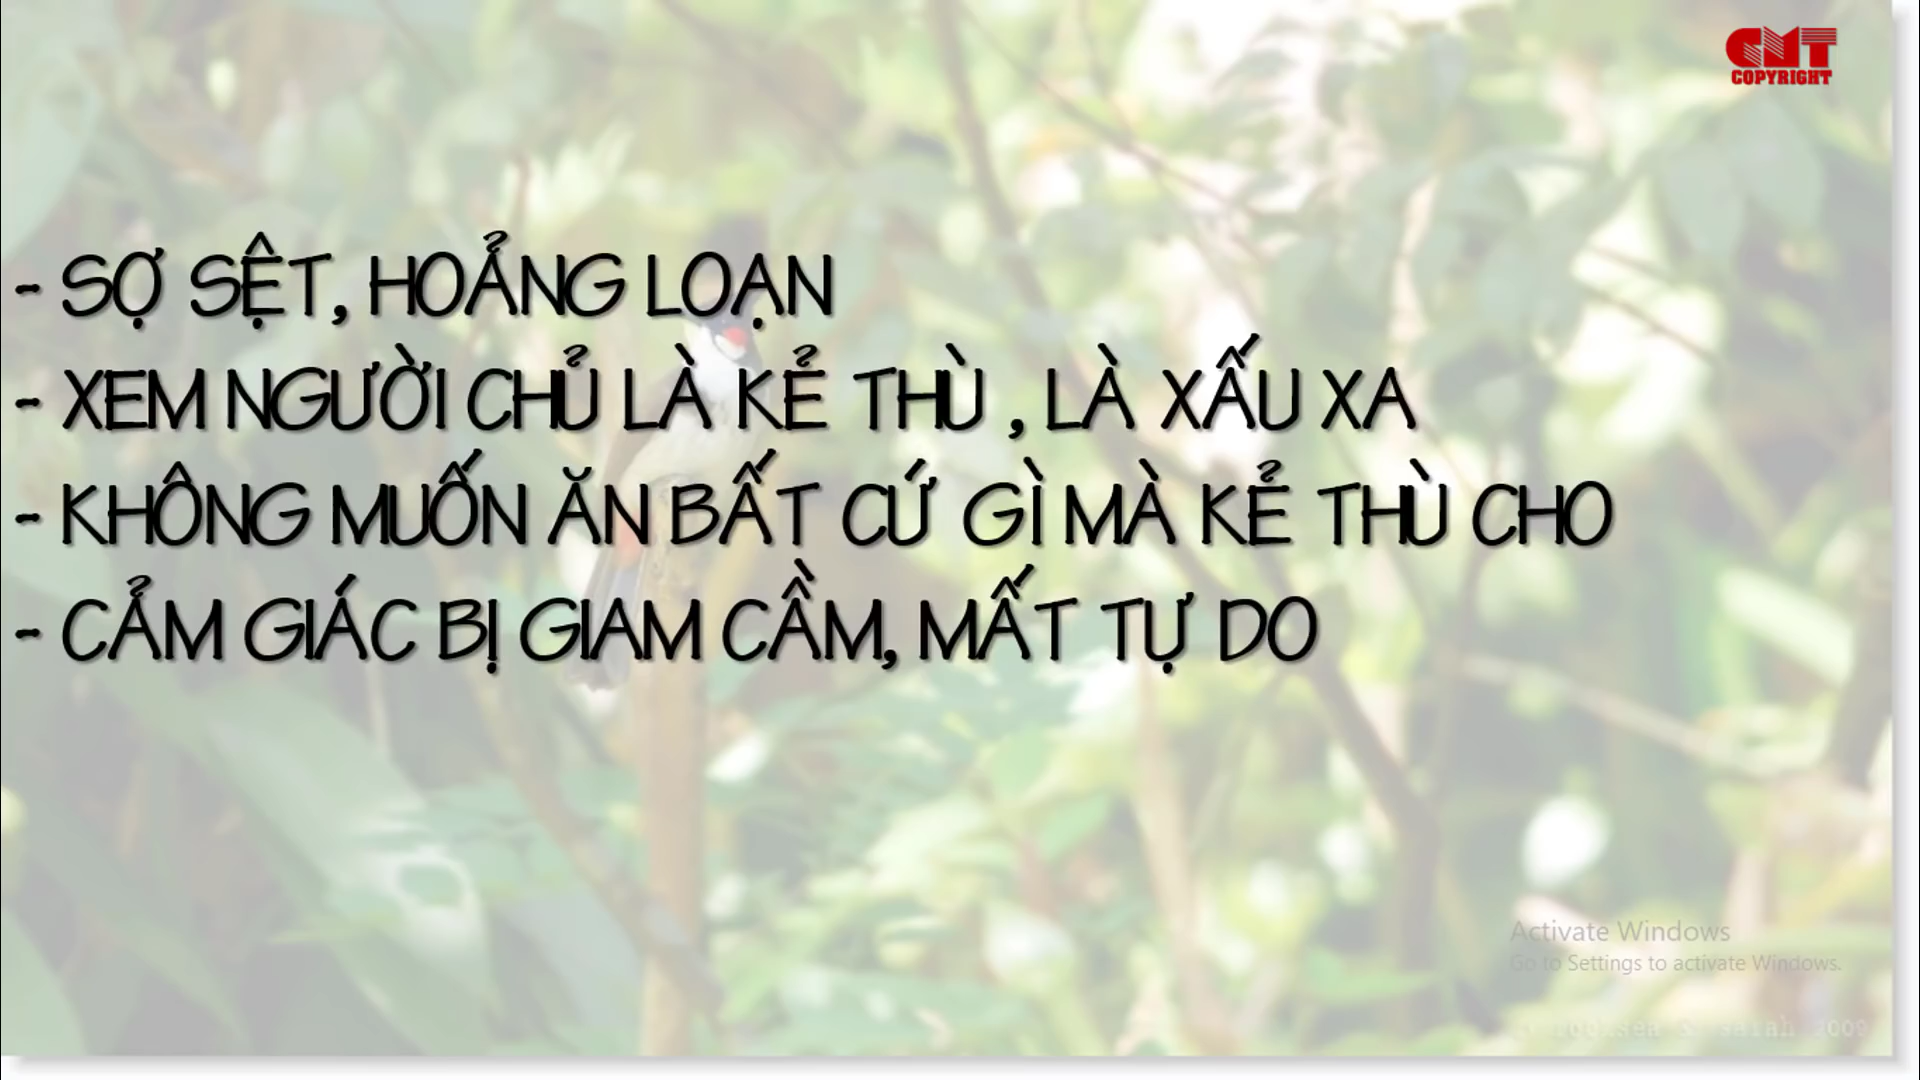 CMT
COPYRIGHT
- SỢ SỆT, HOẢNG LOẠN
- XEM NGƯỜI CHỦ LÀ KẺ THÙ , LÀ XẤU XA
- KHÔNG MUỐN ĂN BẤT CỨ GÌ MÀ KẺ THÙ CHO
- CẢM GIÁC BỊ GIAM CẦM, MẤT TỰ DO
Activate Windows
Go to Settings to activate Windows.
& sarah 2009